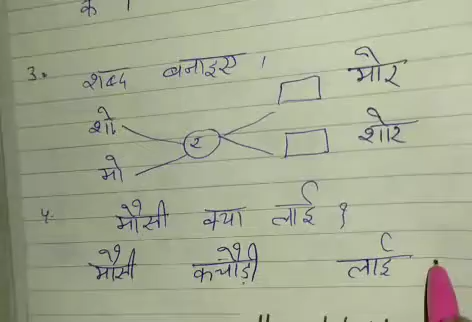 3. शब्द बनाइए ।
शो
मो
र
मोर
शोर
4. मौसी क्या लाई ?
मौसी कचौड़ी लाई